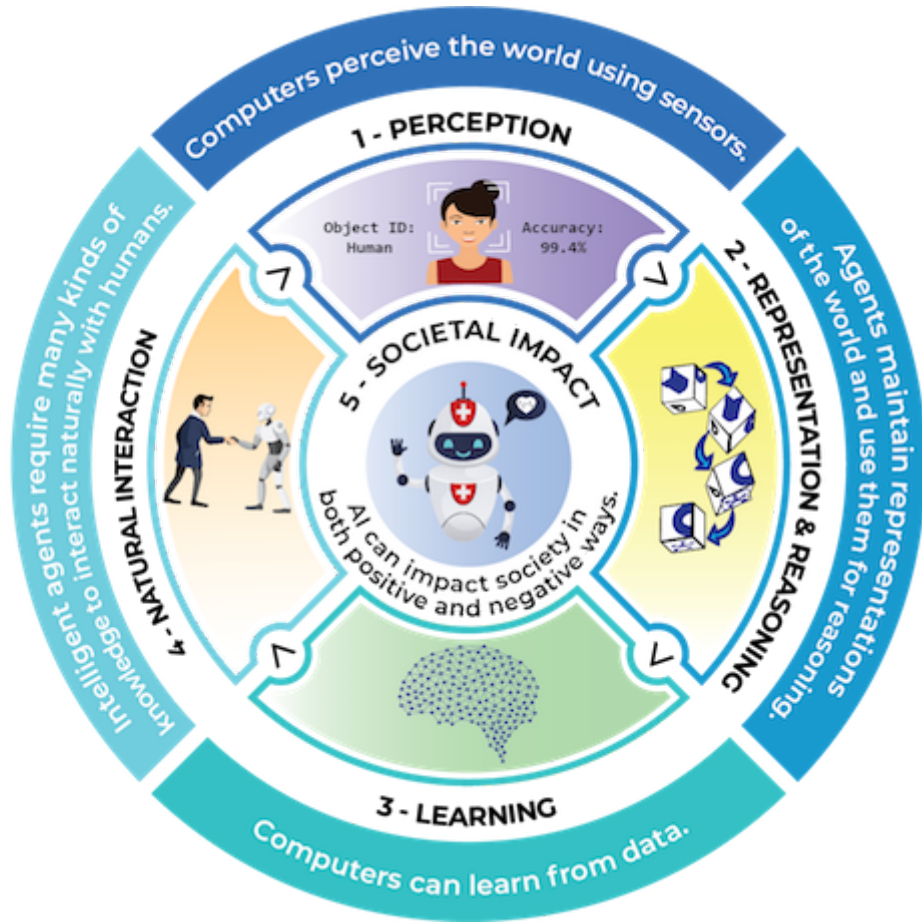 Computers perceive the world using sensors.
1 - PERCEPTION
Object ID:
Human
Accuracy:
99.4%
Agents maintain representations
of the world and use them for reasoning.
2 - REPRESENTATION & REASONING
3 - LEARNING
Computers can learn from data.
Intelligent agents require many kinds of
knowledge to interact naturally with humans.
4 - NATURAL INTERACTION
5 - SOCIETAL IMPACT
AI can impact society in
both positive and negative ways.